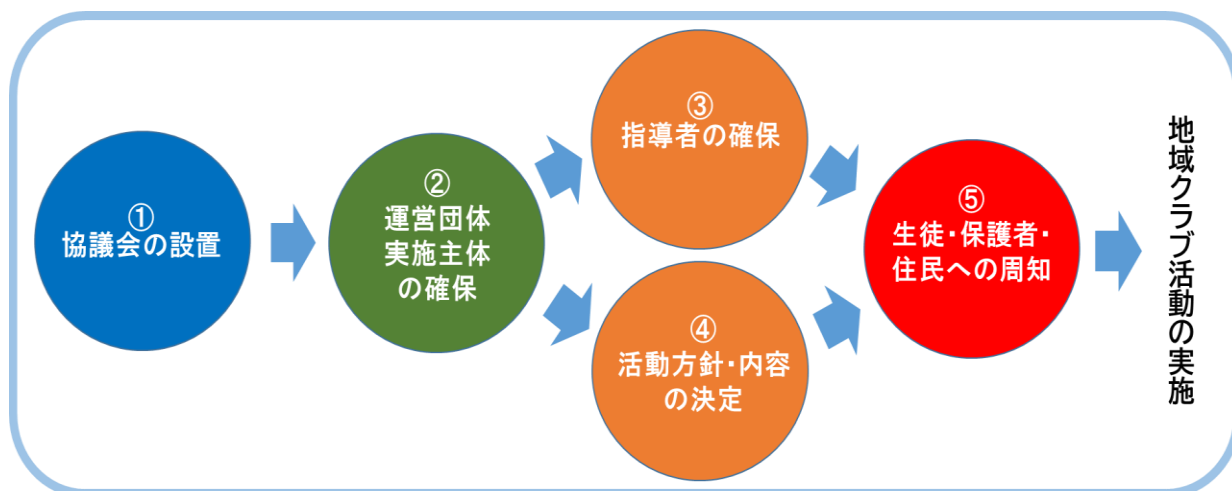 ①
協議会の設置
②
運営団体
実施主体
の確保
③
指導者の確保
④
活動方針・内容
の決定
⑤
生徒・保護者・
住民への周知
地域クラブ活動の実施